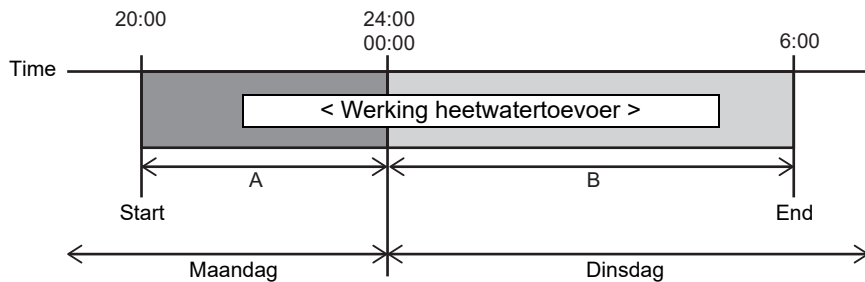 20:00
24:00
00:00
6:00
Time
< Werking heetwatertoevoer >
A
B
Start
End
Maandag
Dinsdag